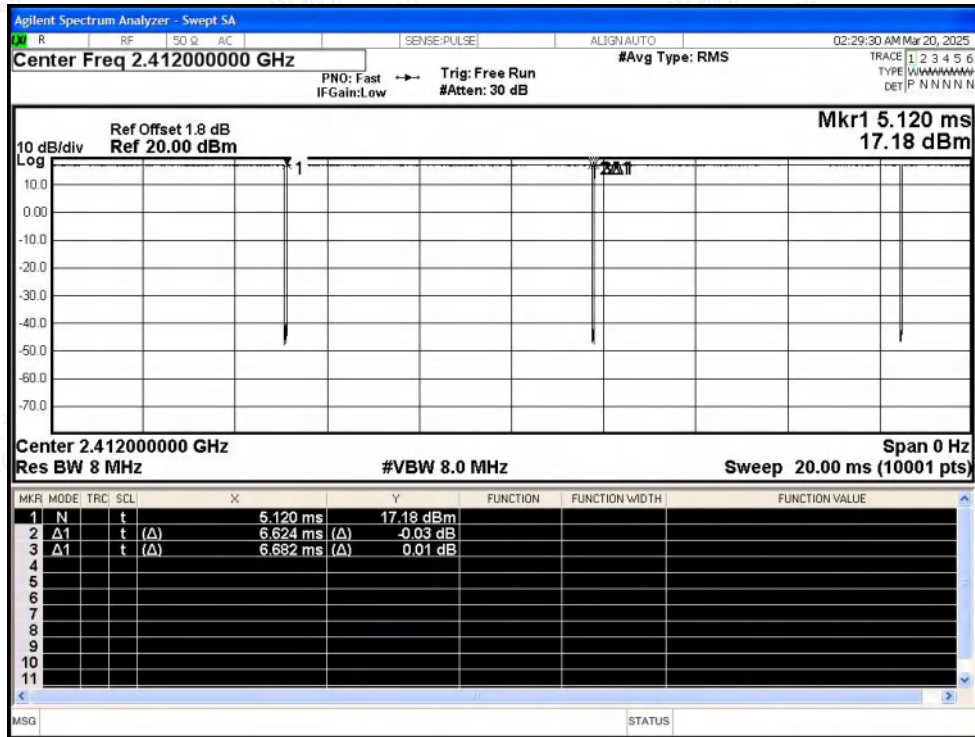 Agilent Spectrum Analyzer - Swept SA
LXI R RF 50 Ω AC SENSE:PULSE ALIGN AUTO 02:29:30 AM Mar 20, 2025
Center Freq 2.412000000 GHz #Avg Type: RMS TRACE 1 2 3 4 5 6
PNO: Fast Trig: Free Run TYPE WWWWWW
IFGain:Low #Atten: 30 dB DET P N N N N N
Mkr1 5.120 ms
Ref Offset 1.8 dB
10 dB/div Ref 20.00 dBm 17.18 dBm
Log
1
10.0
0.00
-10.0
-20.0
-30.0
-40.0
-50.0
-60.0
-70.0
Center 2.412000000 GHz Span 0 Hz
Res BW 8 MHz #VBW 8.0 MHz Sweep 20.00 ms (10001 pts)
MKR MODE TRC SCL X Y FUNCTION FUNCTION WIDTH FUNCTION VALUE
1 N t 5.120 ms 17.18 dBm
2 Δ1 t (Δ) 6.624 ms (Δ) -0.03 dB
3 Δ1 t (Δ) 6.682 ms (Δ) 0.01 dB
4
5
6
7
8
9
10
11
MSG STATUS